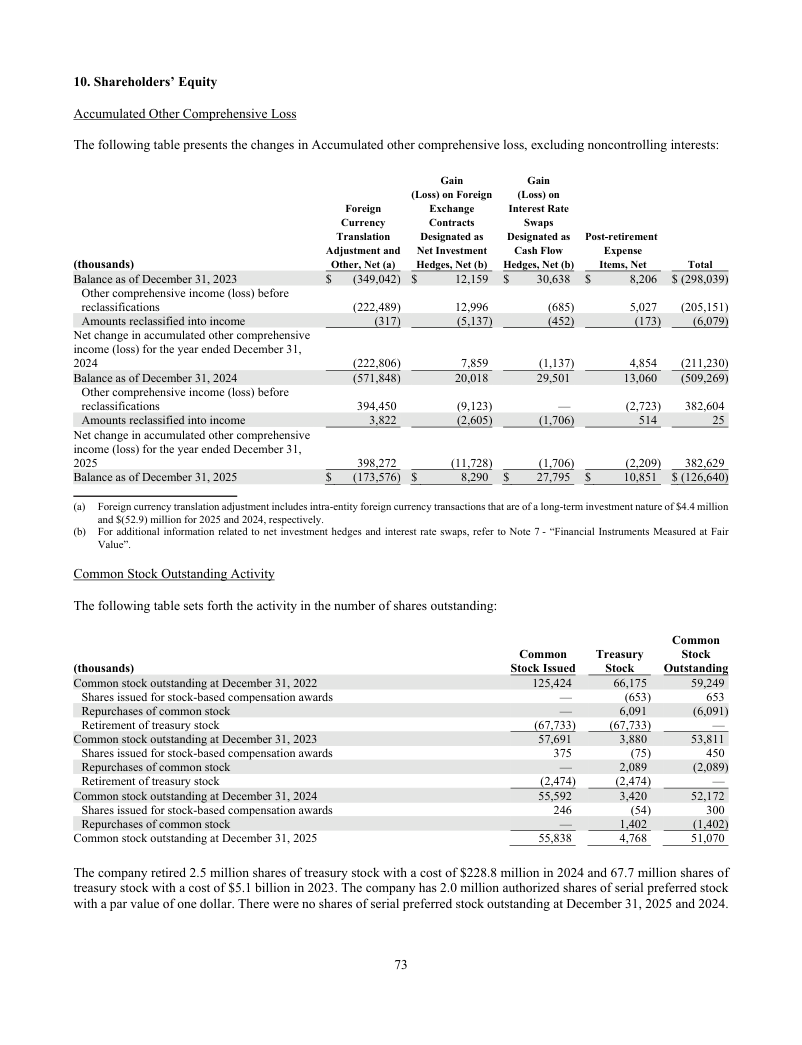 10. Shareholders’ Equity
Accumulated Other Comprehensive Loss
The following table presents the changes in Accumulated other comprehensive loss, excluding noncontrolling interests:
(thousands) Foreign Currency Translation Adjustment and Other, Net (a) Gain (Loss) on Foreign Exchange Contracts Designated as Net Investment Hedges, Net (b) Gain (Loss) on Interest Rate Swaps Designated as Cash Flow Hedges, Net (b) Post-retirement Expense Items, Net Total
Balance as of December 31, 2023 $ (349,042) $ 12,159 $ 30,638 $ 8,206 $ (298,039)
Other comprehensive income (loss) before
reclassifications (222,489) 12,996 (685) 5,027 (205,151)
Amounts reclassified into income (317) (5,137) (452) (173) (6,079)
Net change in accumulated other comprehensive
income (loss) for the year ended December 31,
2024 (222,806) 7,859 (1,137) 4,854 (211,230)
Balance as of December 31, 2024 (571,848) 20,018 29,501 13,060 (509,269)
Other comprehensive income (loss) before
reclassifications 394,450 (9,123) — (2,723) 382,604
Amounts reclassified into income 3,822 (2,605) (1,706) 514 25
Net change in accumulated other comprehensive
income (loss) for the year ended December 31,
2025 398,272 (11,728) (1,706) (2,209) 382,629
Balance as of December 31, 2025 $ (173,576) $ 8,290 $ 27,795 $ 10,851 $ (126,640)
(a) Foreign currency translation adjustment includes intra-entity foreign currency transactions that are of a long-term investment nature of $4.4 million
and $(52.9) million for 2025 and 2024, respectively.
(b) For additional information related to net investment hedges and interest rate swaps, refer to Note 7 - “Financial Instruments Measured at Fair
Value”.
Common Stock Outstanding Activity
The following table sets forth the activity in the number of shares outstanding:
(thousands) Common Stock Issued Treasury Stock Common Stock Outstanding
Common stock outstanding at December 31, 2022 125,424 66,175 59,249
Shares issued for stock-based compensation awards — (653) 653
Repurchases of common stock — 6,091 (6,091)
Retirement of treasury stock (67,733) (67,733) —
Common stock outstanding at December 31, 2023 57,691 3,880 53,811
Shares issued for stock-based compensation awards 375 (75) 450
Repurchases of common stock — 2,089 (2,089)
Retirement of treasury stock (2,474) (2,474) —
Common stock outstanding at December 31, 2024 55,592 3,420 52,172
Shares issued for stock-based compensation awards 246 (54) 300
Repurchases of common stock — 1,402 (1,402)
Common stock outstanding at December 31, 2025 55,838 4,768 51,070
The company retired 2.5 million shares of treasury stock with a cost of $228.8 million in 2024 and 67.7 million shares of
treasury stock with a cost of $5.1 billion in 2023. The company has 2.0 million authorized shares of serial preferred stock
with a par value of one dollar. There were no shares of serial preferred stock outstanding at December 31, 2025 and 2024.
73